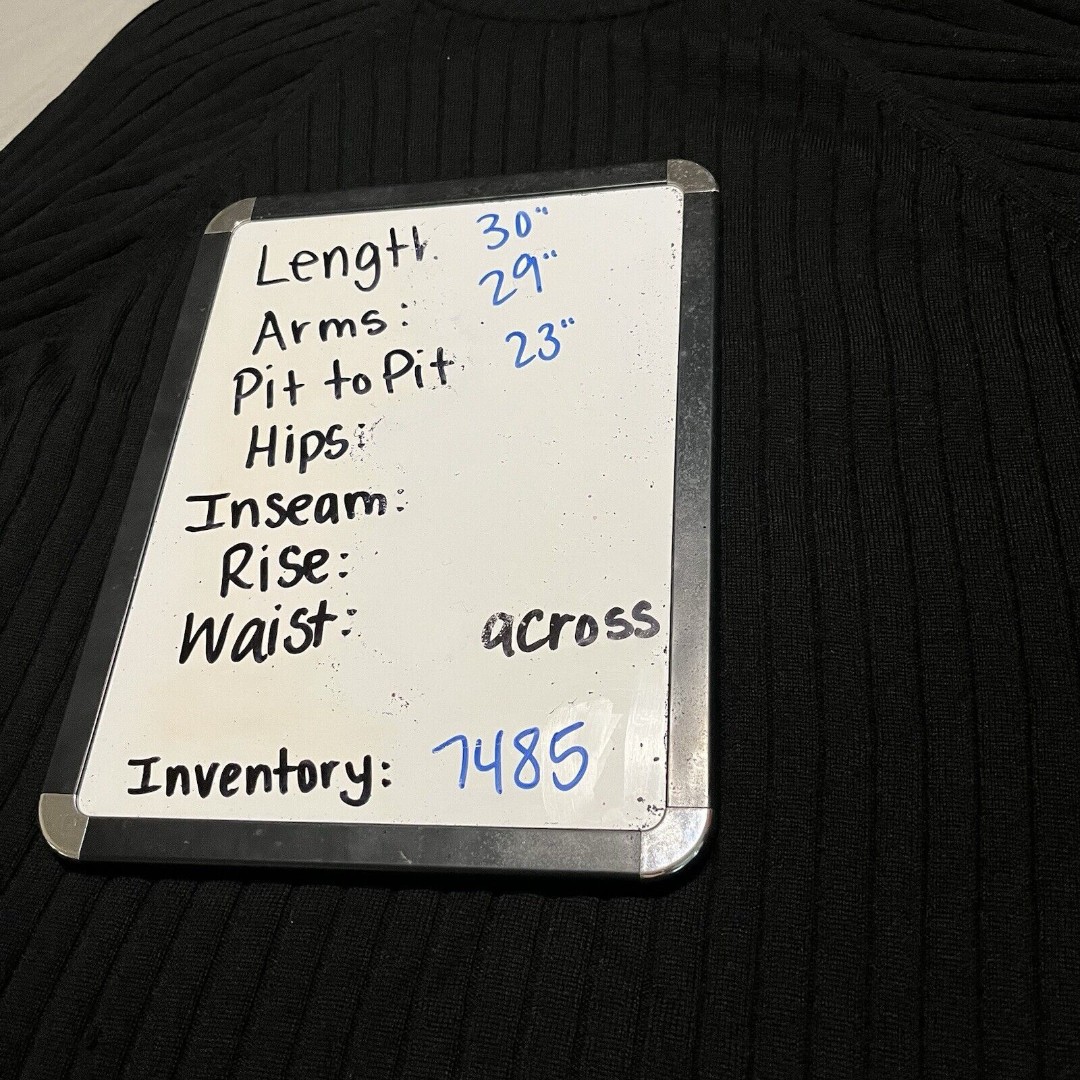 Length. 30"
Arms: 29"
Pit to Pit 23"
Hips:
Inseam:
Rise:
Waist: across
Inventory: 7485